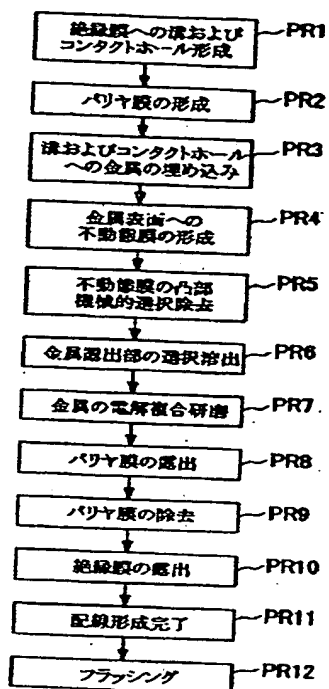 絶縁膜への溝および
コンタクトホール形成
PR1
バリヤ膜の形成
PR2
溝およびコンタクトホール
への金属の埋め込み
PR3
金属表面への
不動態膜の形成
PR4
不動態膜の凸部
機械的選択除去
PR5
金属露出部の選択溶出
PR6
金属の電解複合研磨
PR7
バリヤ膜の露出
PR8
バリヤ膜の除去
PR9
絶縁膜の露出
PR10
配線形成完了
PR11
フラッシング
PR12